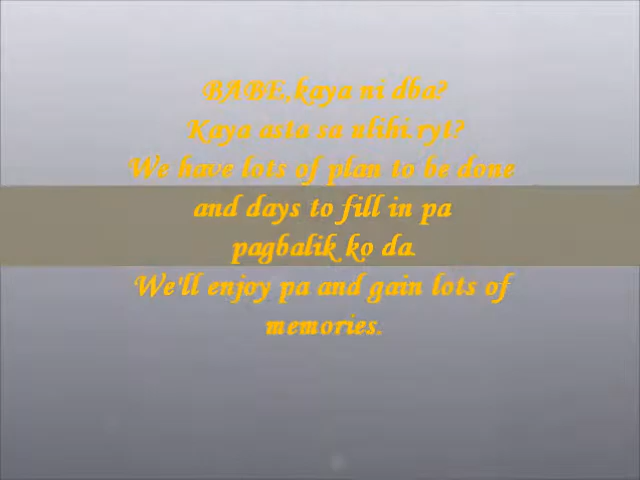 BABE,kaya ni dba?
Kaya asta sa ulihi.ryt?
We have lots of plan to be done
and days to fill in pa
pagbalik ko da.
We'll enjoy pa and gain lots of
memories.